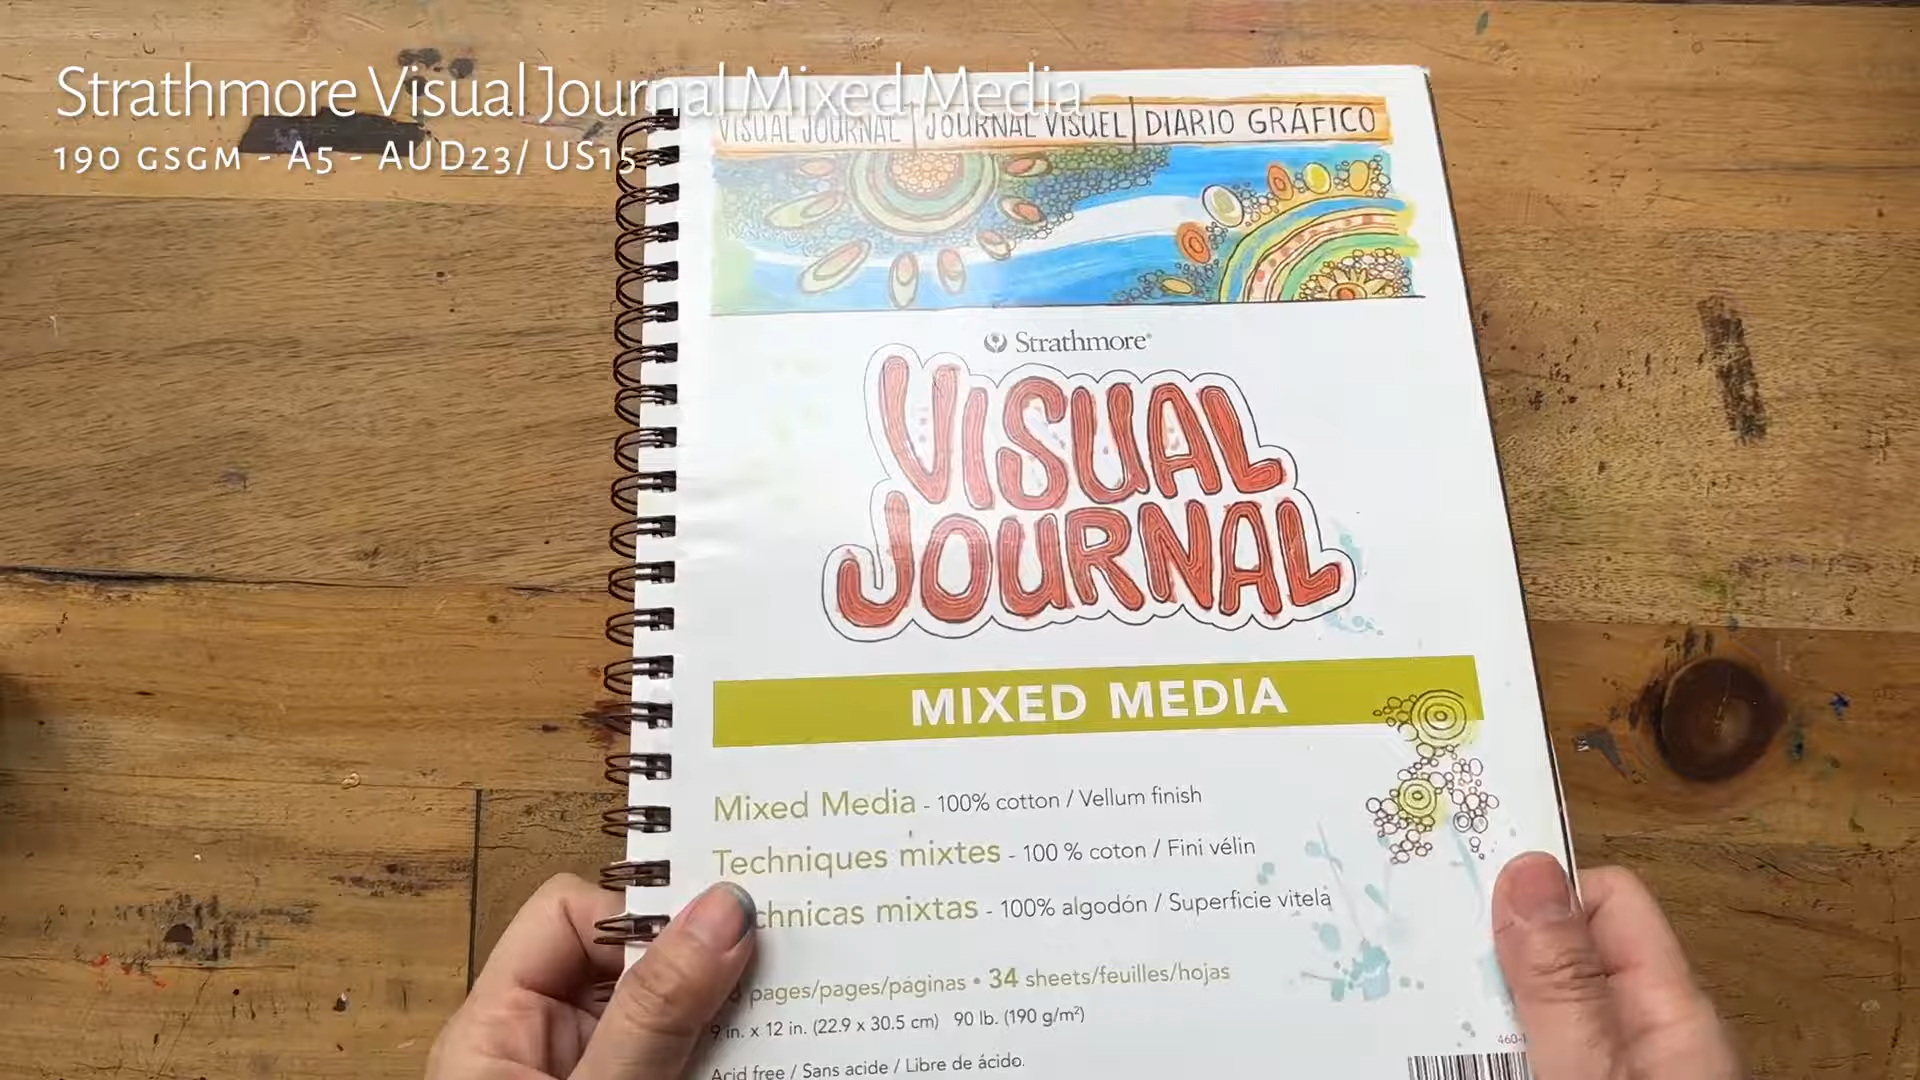 Strathmore Visual Journal Mixed Media
190 GSGM - A5 - AUD23/ US15
VISUAL JOURNAL | JOURNAL VISUEL | DIARIO GRÁFICO
Strathmore®
VISUAL
JOURNAL
MIXED MEDIA
Mixed Media - 100% cotton / Vellum finish
Techniques mixtes - 100 % coton / Fini vélin
chnicas mixtas - 100% algodón / Superficie vitela
pages/pages/páginas • 34 sheets/feuilles/hojas
9 in. x 12 in. (22.9 x 30.5 cm) 90 lb. (190 g/m²)
Acid free / Sans acide / Libre de ácido.